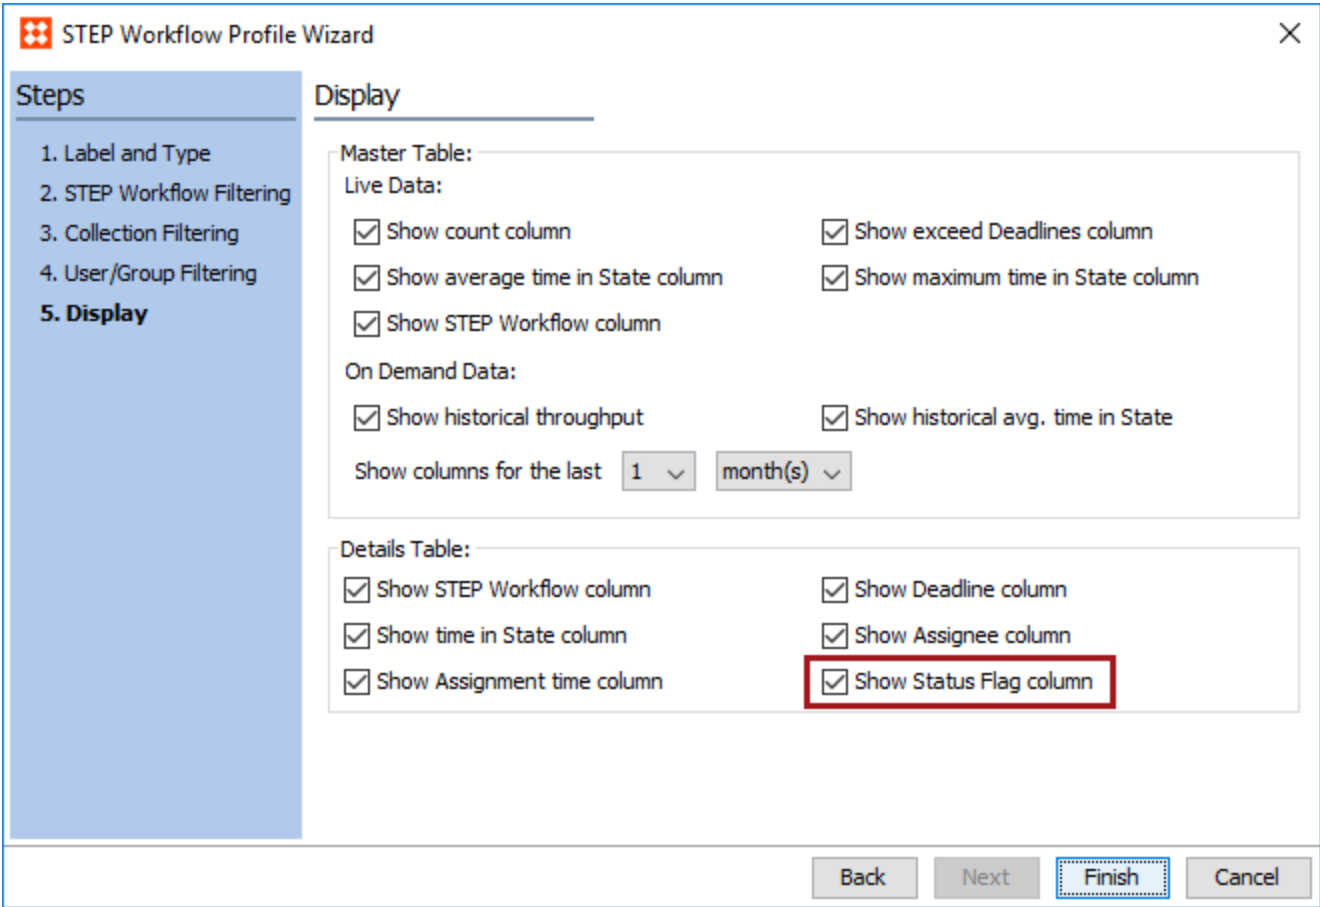 STEP Workflow Profile Wizard
Steps
1. Label and Type
2. STEP Workflow Filtering
3. Collection Filtering
4. User/Group Filtering
5. Display
Display
Master Table:
Live Data:
Show count column
Show exceed Deadlines column
Show average time in State column
Show maximum time in State column
Show STEP Workflow column
On Demand Data:
Show historical throughput
Show historical avg. time in State
Show columns for the last 1 month(s)
Details Table:
Show STEP Workflow column
Show Deadline column
Show time in State column
Show Assignee column
Show Assignment time column
Show Status Flag column
Back Next Finish Cancel